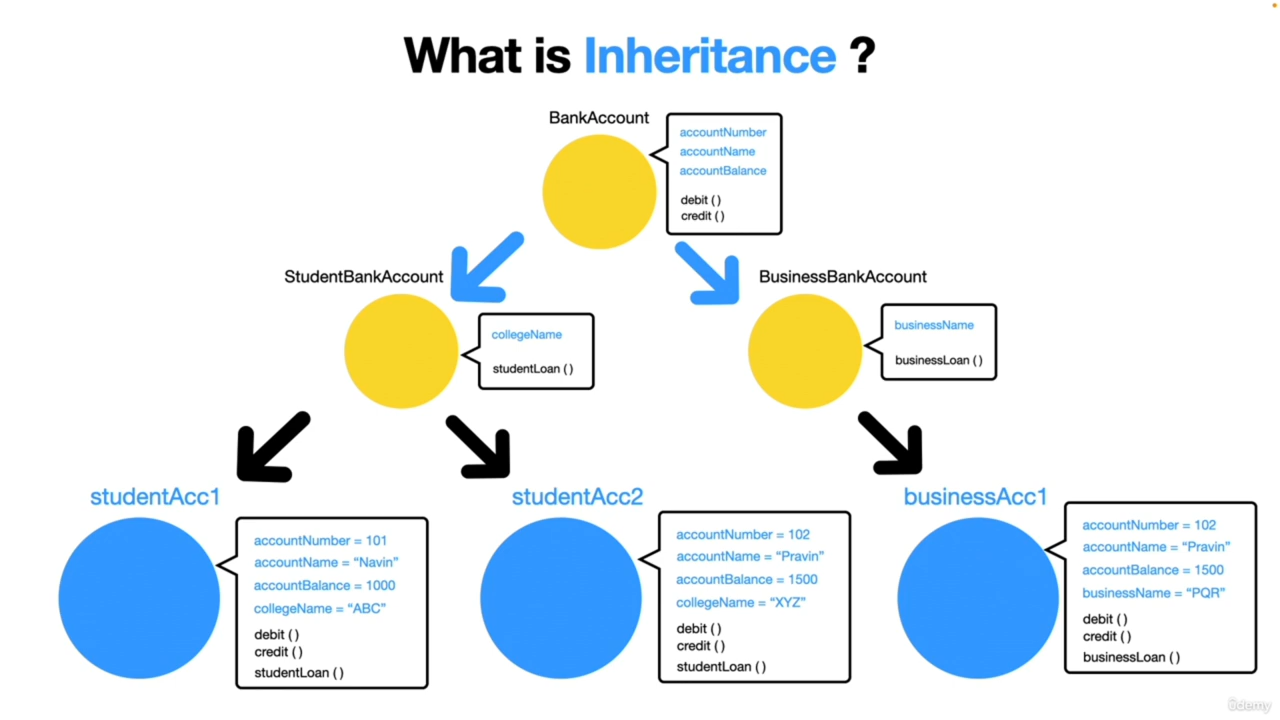 What is Inheritance ?
BankAccount
accountNumber
accountName
accountBalance
debit ( )
credit ( )
StudentBankAccount
collegeName
studentLoan ( )
BusinessBankAccount
businessName
businessLoan ( )
studentAcc1
accountNumber = 101
accountName = “Navin”
accountBalance = 1000
collegeName = “ABC”
debit ( )
credit ( )
studentLoan ( )
studentAcc2
accountNumber = 102
accountName = “Pravin”
accountBalance = 1500
collegeName = “XYZ”
debit ( )
credit ( )
studentLoan ( )
businessAcc1
accountNumber = 102
accountName = “Pravin”
accountBalance = 1500
businessName = “PQR”
debit ( )
credit ( )
businessLoan ( )
ûdemy